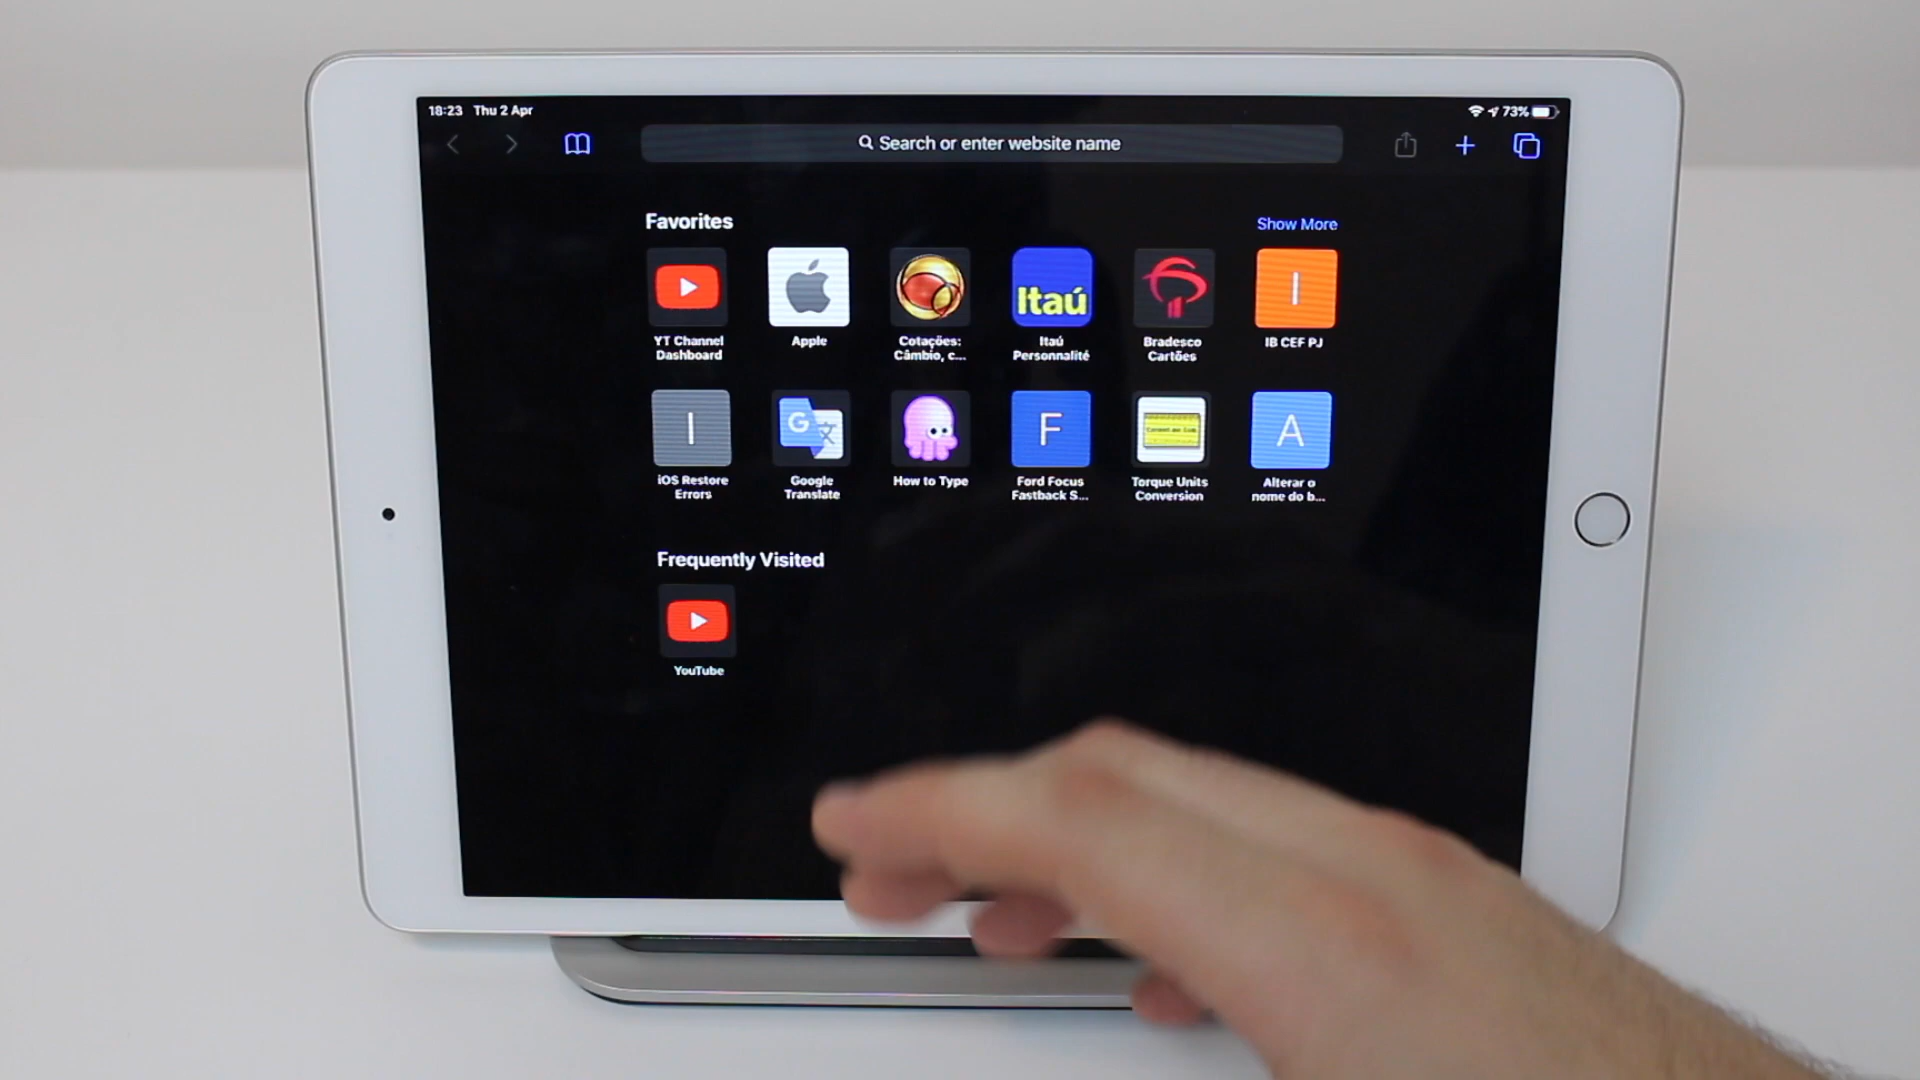 18:23 Thu 2 Apr
73%
Search or enter website name
Favorites
Show More
Itaú
YT Channel
Dashboard
Apple
Cotações:
Câmbio, c...
Itaú
Personnalité
Bradesco
Cartões
I
IB CEF PJ
I
iOS Restore
Errors
G
Google
Translate
How to Type
F
Ford Focus
Fastback S...
Torque Units
Conversion
A
Alterar o
nome do b...
Frequently Visited
YouTube